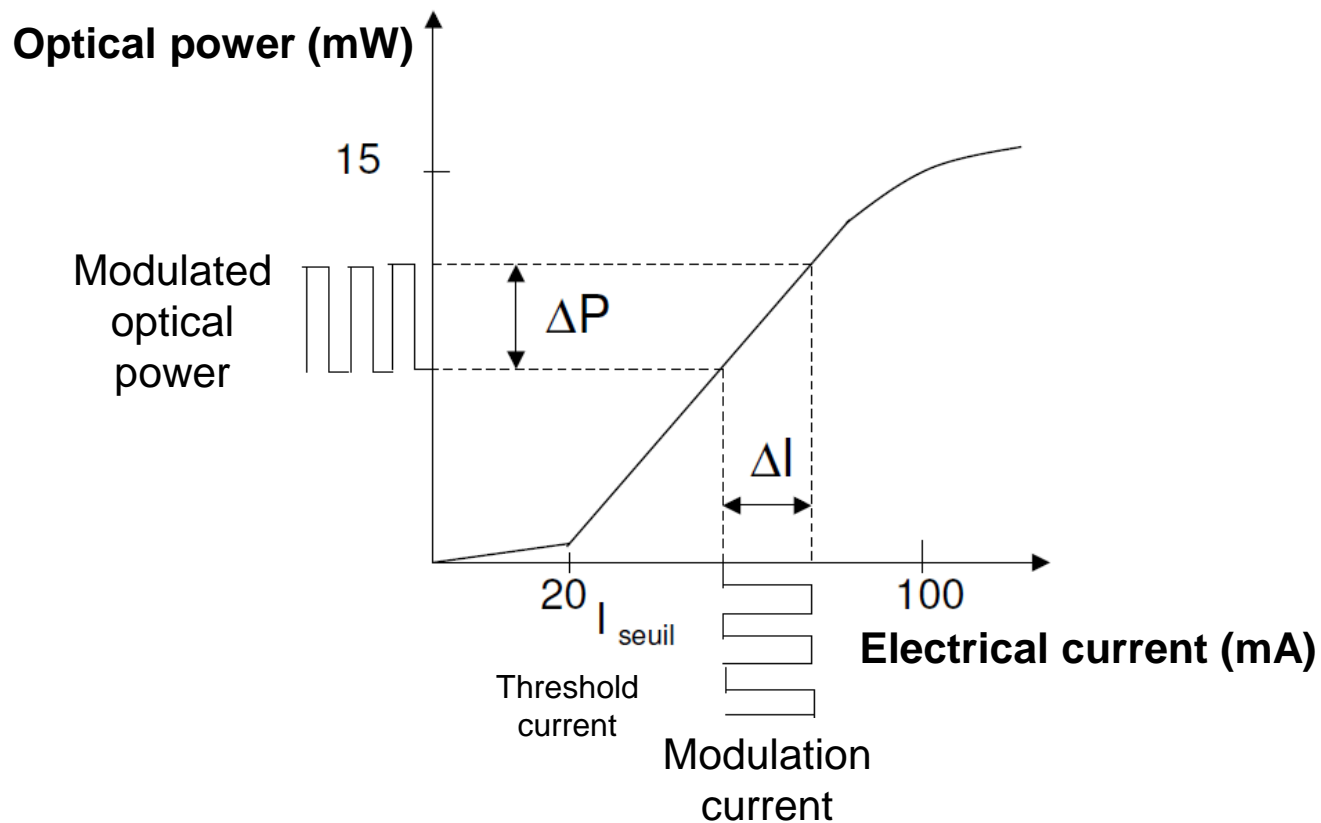 Optical power (mW)
15
Modulated
optical
power
ΔP
ΔI
20
I seuil
100
Electrical current (mA)
Threshold
current
Modulation
current